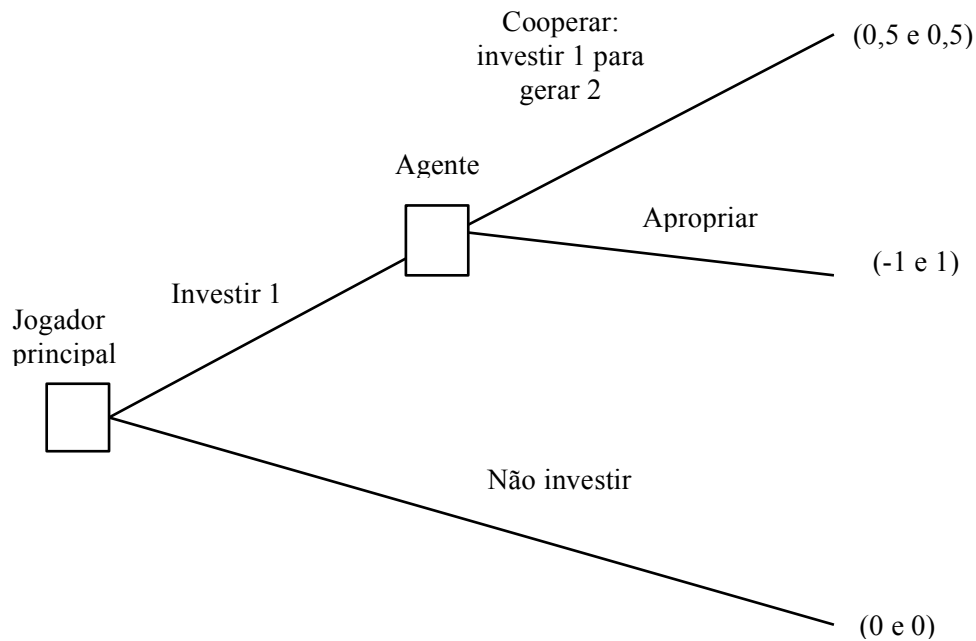 Cooperar:
investir 1 para
gerar 2
(0,5 e 0,5)
Agente
Apropriar
(-1 e 1)
Investir 1
Jogador
principal
Não investir
(0 e 0)